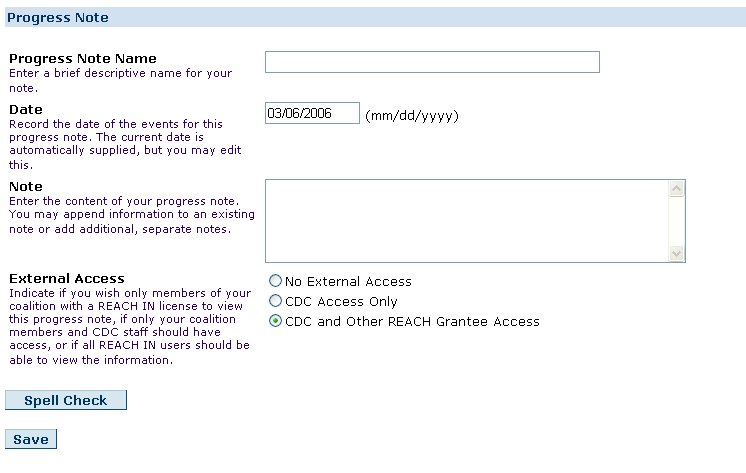 Progress Note
Progress Note Name
Enter a brief descriptive name for your
note.
Date
Record the date of the events for this
progress note. The current date is
automatically supplied, but you may edit
this.
03/06/2006 (mm/dd/yyyy)
Note
Enter the content of your progress note.
You may append information to an existing
note or add additional, separate notes.
External Access
Indicate if you wish only members of your
coalition with a REACH IN license to view
this progress note, if only your coalition
members and CDC staff should have
access, or if all REACH IN users should be
able to view the information.
No External Access
CDC Access Only
CDC and Other REACH Grantee Access
Spell Check
Save